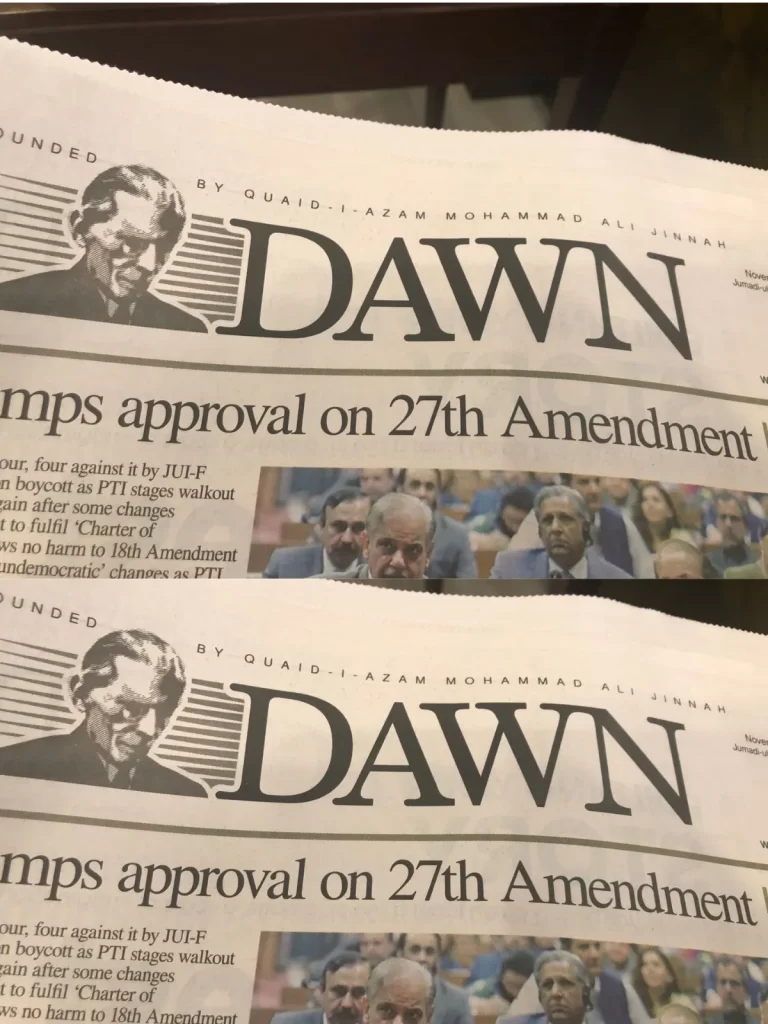 OUNDED BY QUAID-I-AZAM MOHAMMAD ALI JINNAH
DAWN
Nove
Jumadi-u
W
mps approval on 27th Amendment
our, four against it by JUI-F
n boycott as PTI stages walkout
gain after some changes
t to fulfil ‘Charter of
ws no harm to 18th Amendment
undemocratic’ changes as PTI
OUNDED BY QUAID-I-AZAM MOHAMMAD ALI JINNAH
DAWN
Nove
Jumadi-u
W
mps approval on 27th Amendment
our, four against it by JUI-F
n boycott as PTI stages walkout
gain after some changes
t to fulfil ‘Charter of
ws no harm to 18th Amendment